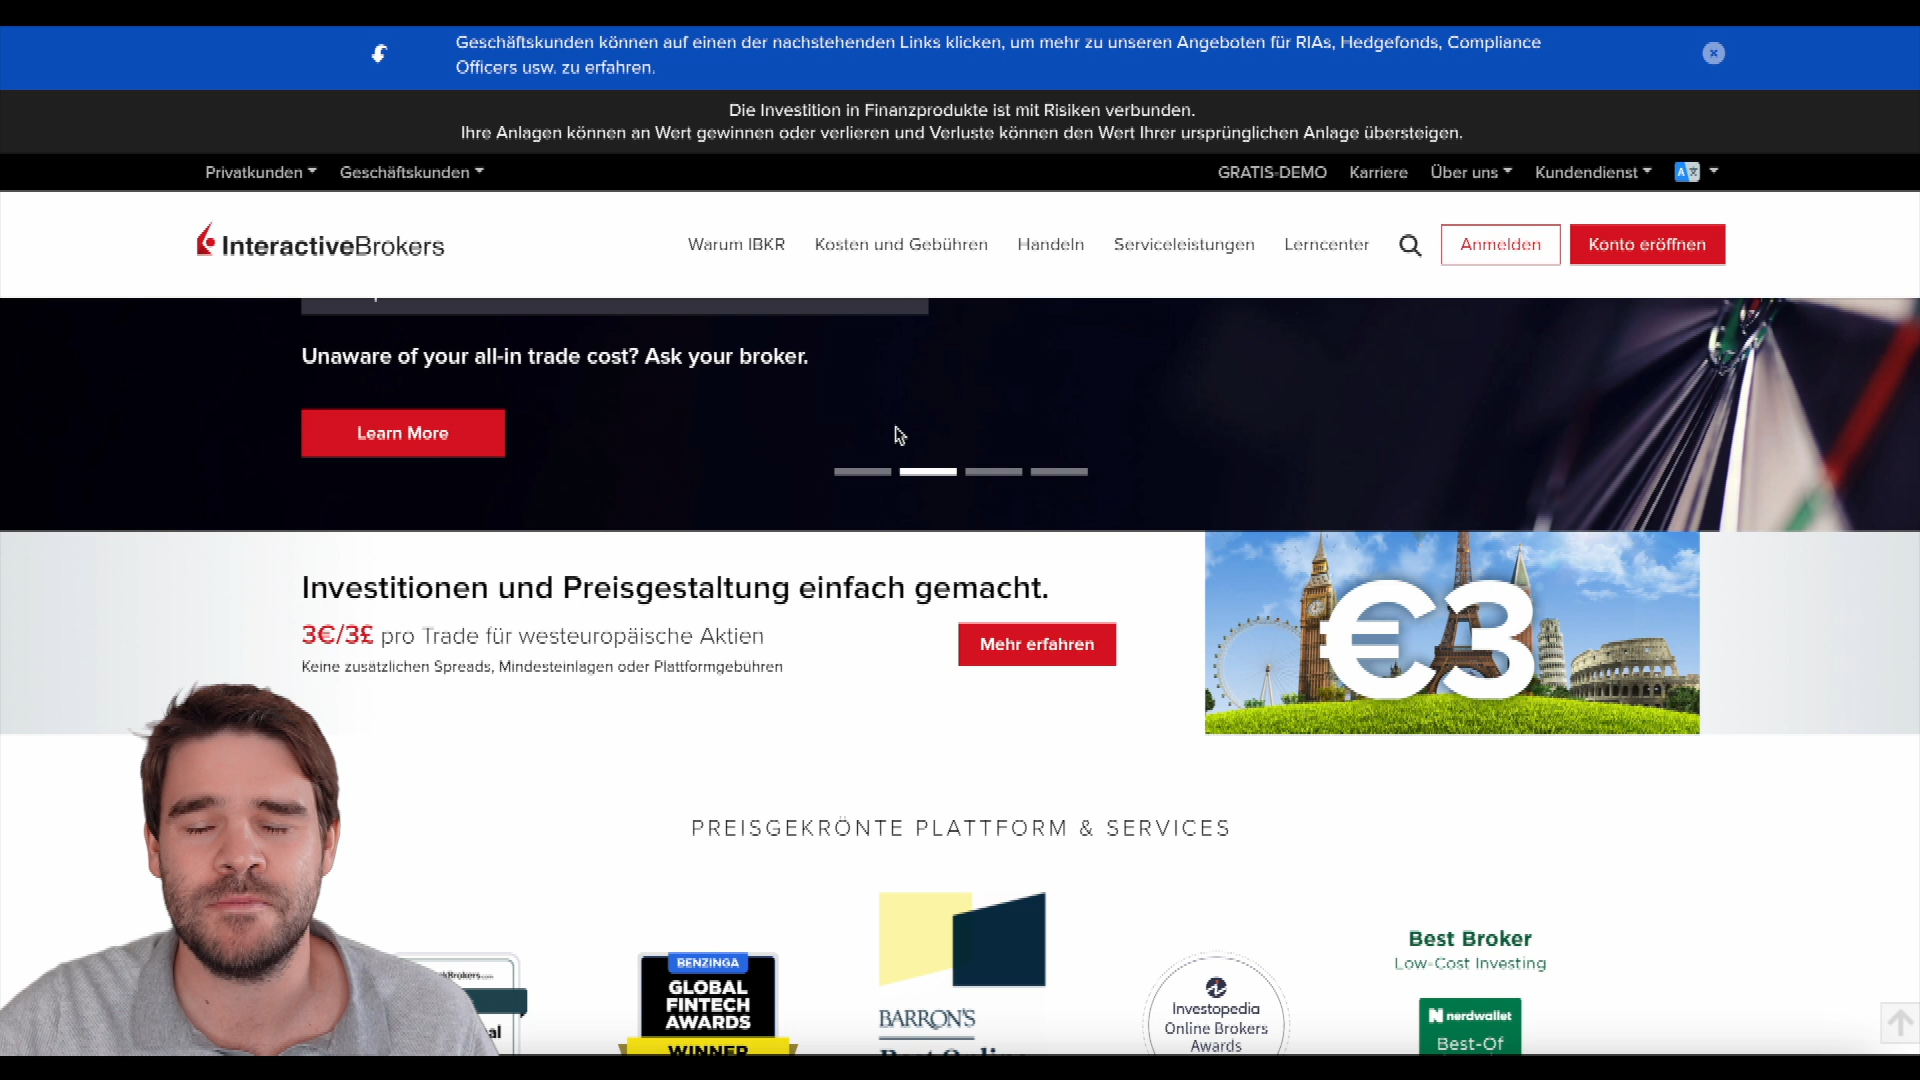 Geschäftskunden können auf einen der nachstehenden Links klicken, um mehr zu unseren Angeboten für RIAs, Hedgefonds, Compliance
Officers usw. zu erfahren.
Die Investition in Finanzprodukte ist mit Risiken verbunden.
Ihre Anlagen können an Wert gewinnen oder verlieren und Verluste können den Wert Ihrer ursprünglichen Anlage übersteigen.
Privatkunden Geschäftskunden GRATIS-DEMO Karriere Über uns Kundendienst
InteractiveBrokers Warum IBKR Kosten und Gebühren Handeln Serviceleistungen Lerncenter Anmelden Konto eröffnen
Unaware of your all-in trade cost? Ask your broker.
Learn More
Investitionen und Preisgestaltung einfach gemacht.
3€/3£ pro Trade für westeuropäische Aktien
Keine zusätzlichen Spreads, Mindesteinlagen oder Plattformgebühren
Mehr erfahren
€3
PREISGEKRÖNTE PLATTFORM & SERVICES
BENZINGA
GLOBAL
FINTECH
AWARDS
WINNER
BARRON'S
Best Online
Investopedia
Online Brokers
Awards
Best Broker
Low-Cost Investing
nerdwallet
Best-Of